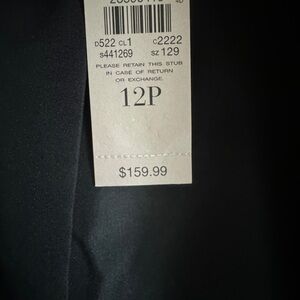 D522 CL1 C2222
S441269 SZ 129
PLEASE RETAIN THIS STUB
IN CASE OF RETURN
OR EXCHANGE.
12P
$159.99